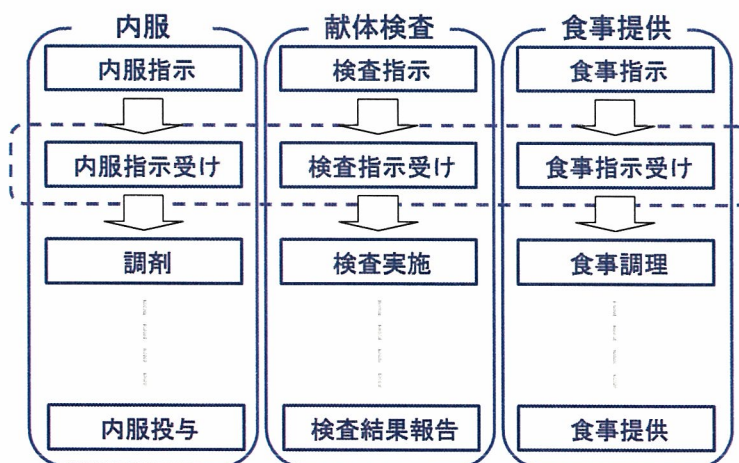 内服
内服指示
内服指示受け
調剤
内服投与
献体検査
検査指示
検査指示受け
検査実施
検査結果報告
食事提供
食事指示
食事指示受け
食事調理
食事提供